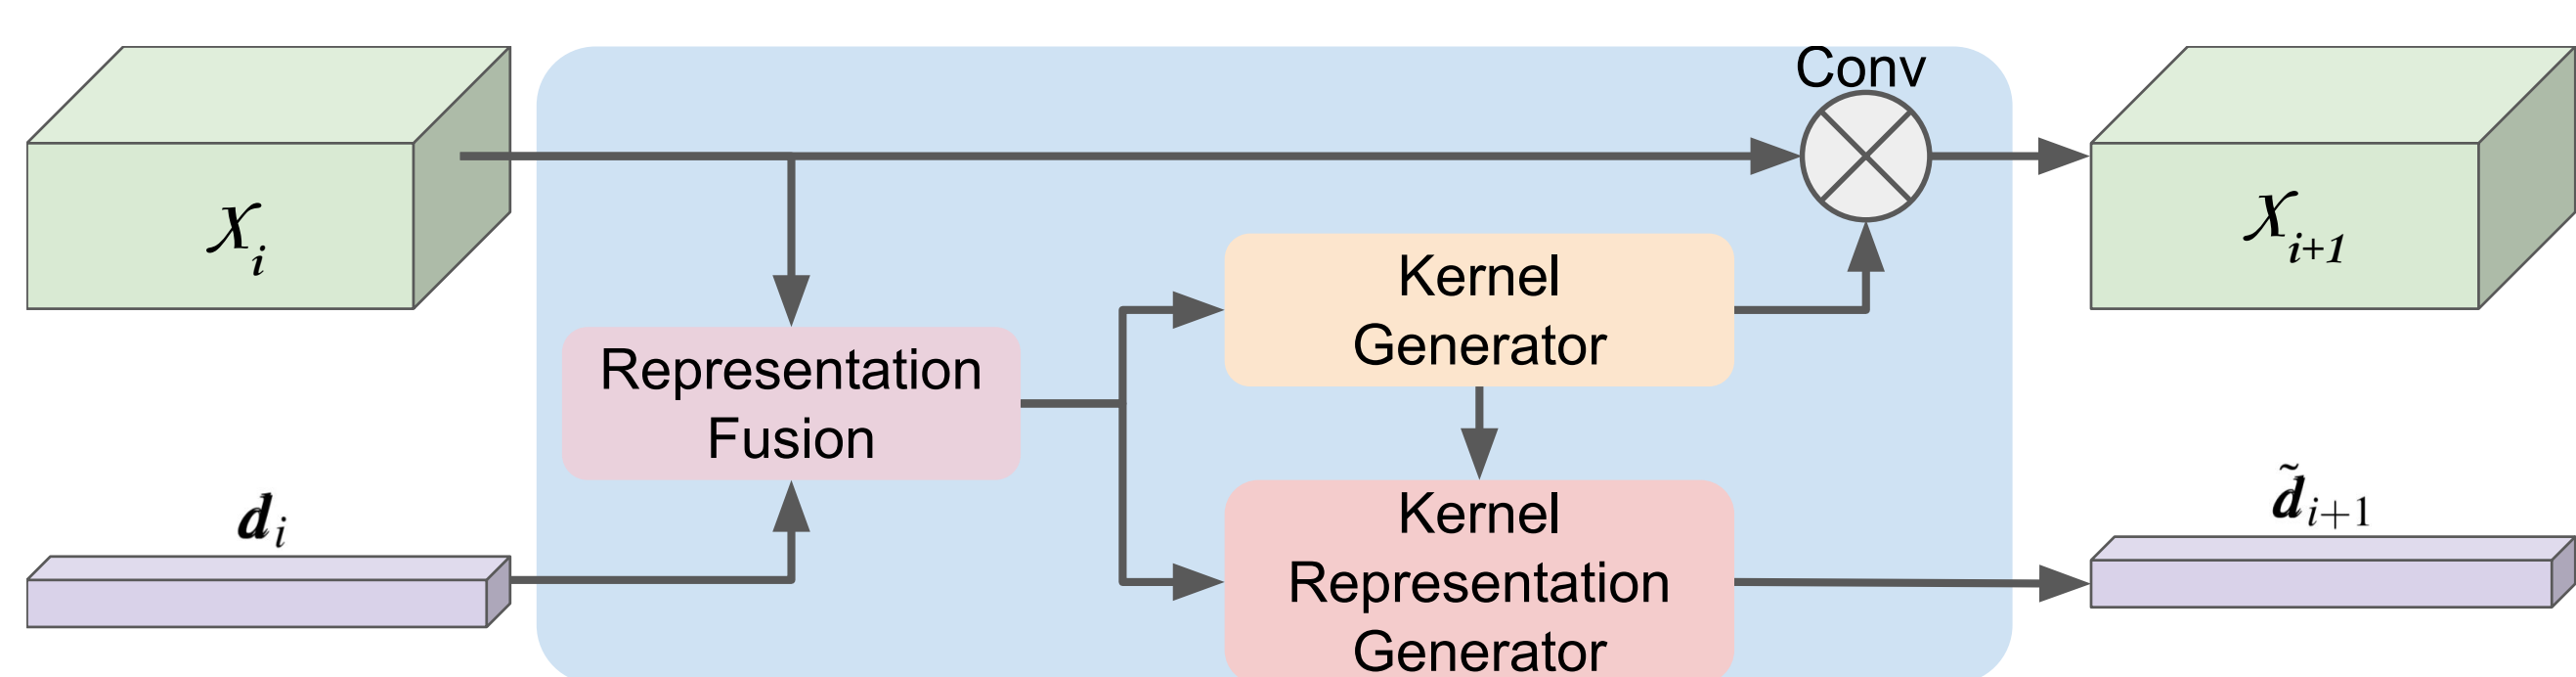 Conv
X_i
Kernel
Generator
X_{i+1}
Representation
Fusion
d_i
Kernel
Representation
Generator
d̃_{i+1}